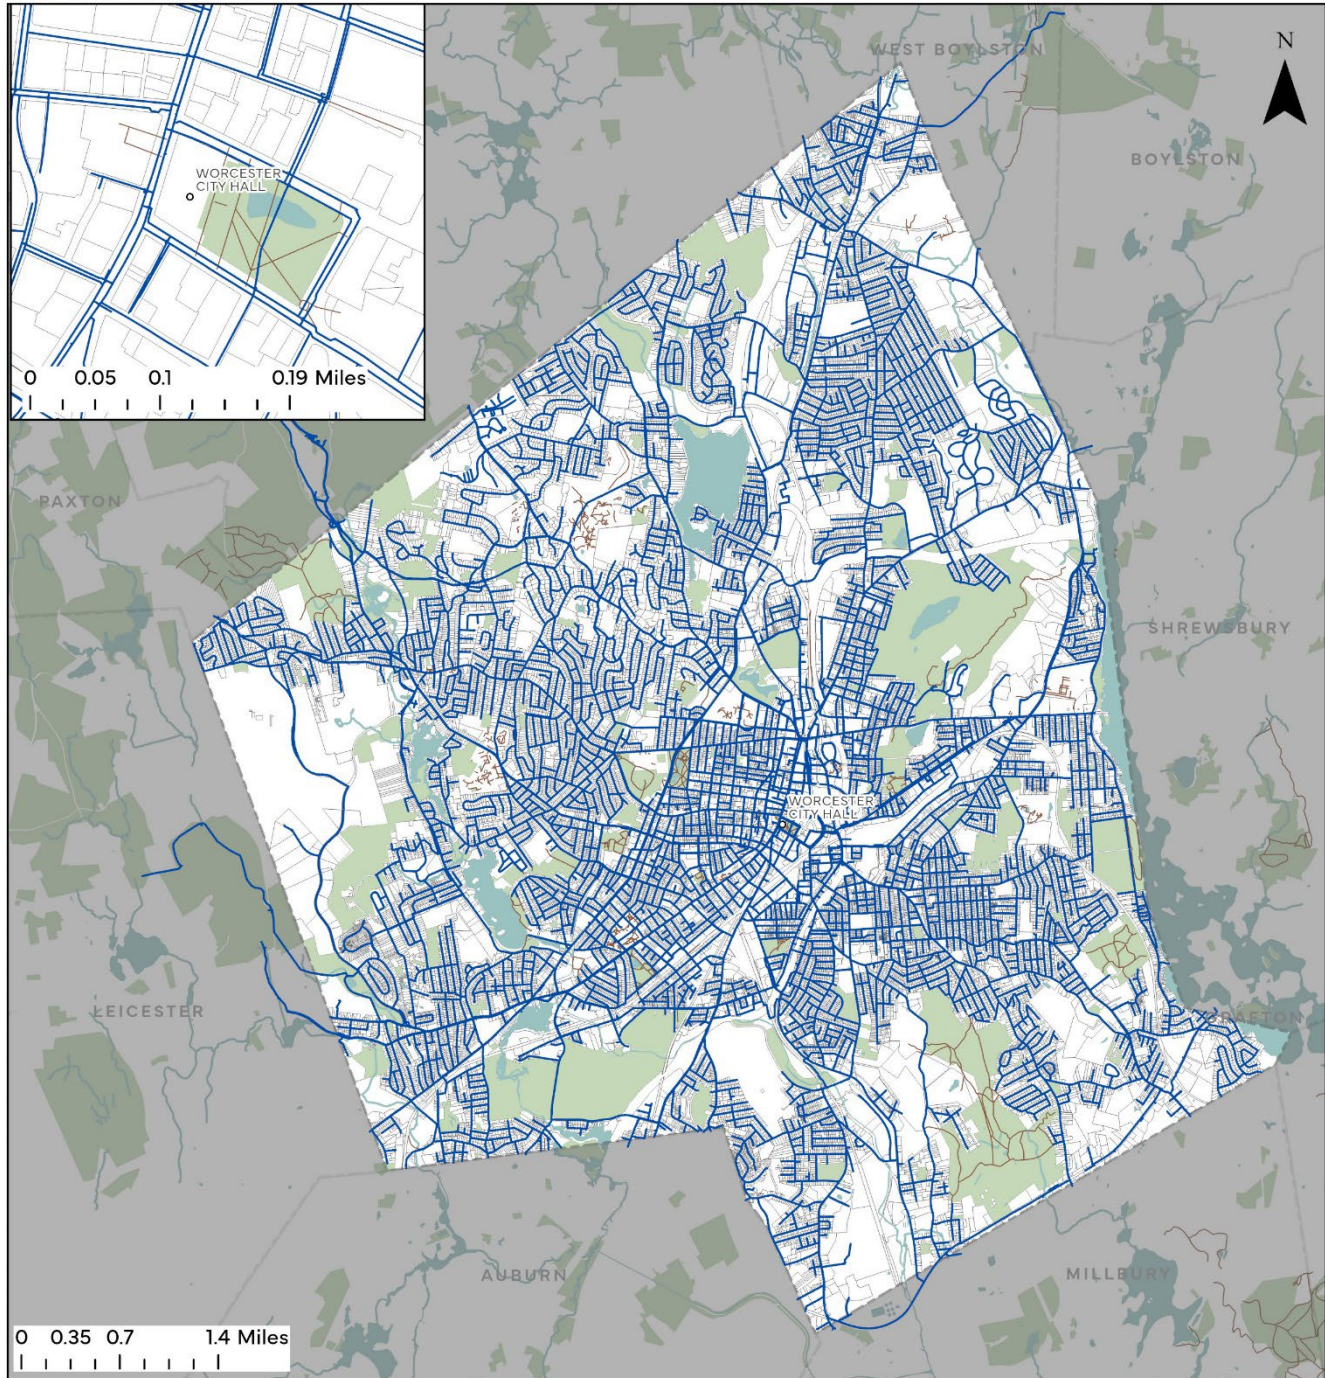 WEST BOYLSTON
N
BOYLSTON
WORCESTER
CITY HALL
0 0.05 0.1 0.19 Miles
PAXTON
SHREWSBURY
WORCESTER
CITY HALL
LEICESTER
GRAFTON
AUBURN
MILLBURY
0 0.35 0.7 1.4 Miles